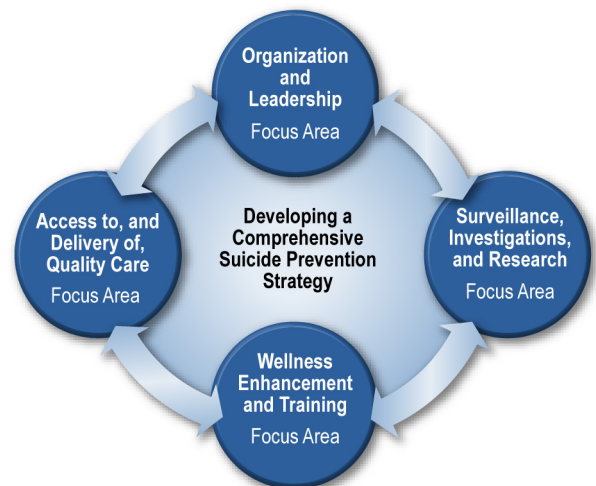 Organization
and
Leadership
Focus Area
Access to, and
Delivery of,
Quality Care
Focus Area
Developing a
Comprehensive
Suicide Prevention
Strategy
Surveillance,
Investigations,
and Research
Focus Area
Wellness
Enhancement
and Training
Focus Area